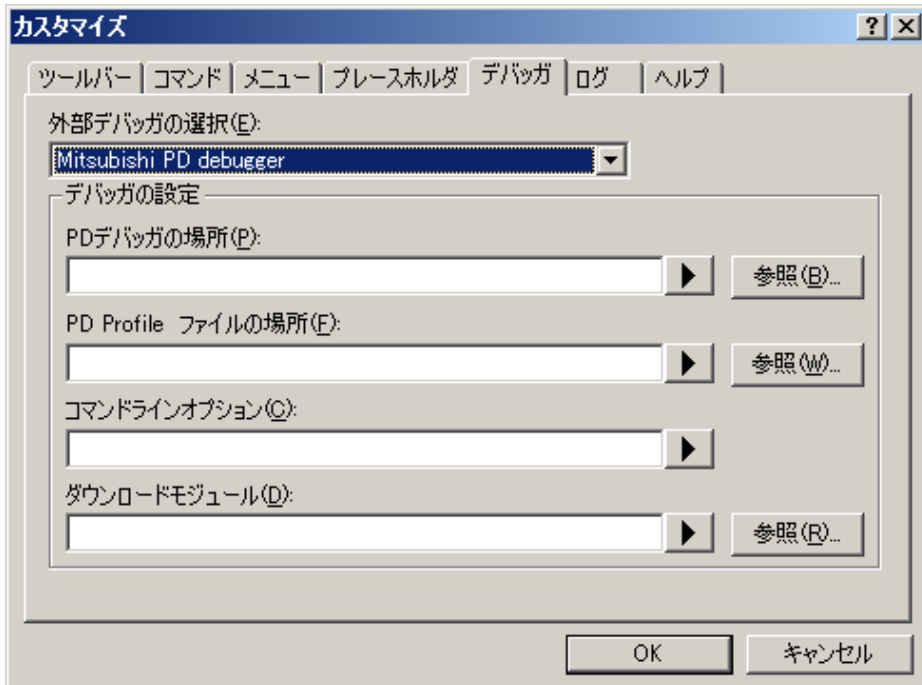 カスタマイズ
ツールバー コマンド メニュー プレースホルダ デバッガ ログ ヘルプ
外部デバッガの選択(E):
Mitsubishi PD debugger
デバッガの設定
PDデバッガの場所(P):
参照(B)...
PD Profile ファイルの場所(F):
参照(W)...
コマンドラインオプション(C):
ダウンロードモジュール(D):
参照(R)...
OK キャンセル